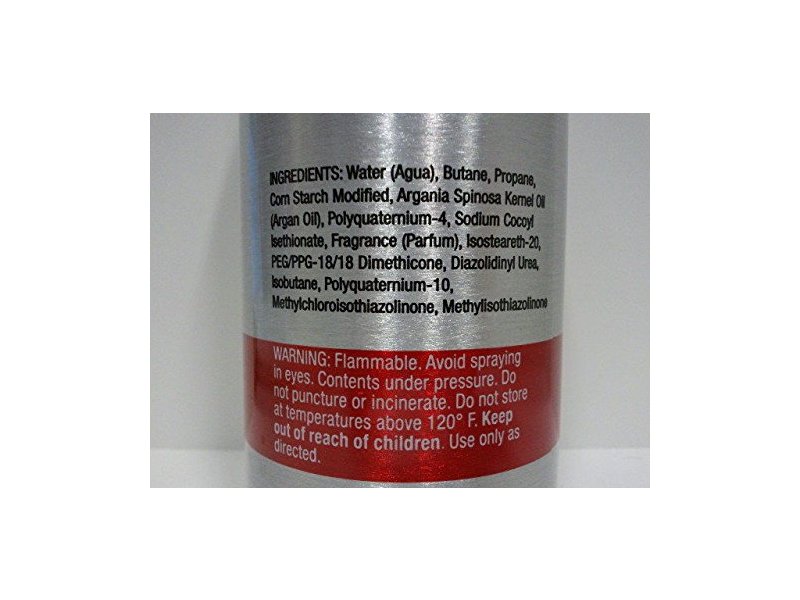 INGREDIENTS: Water (Agua), Butane, Propane,
Corn Starch Modified, Argania Spinosa Kernel Oil
(Argan Oil), Polyquaternium-4, Sodium Cocoyl
Isethionate, Fragrance (Parfum), Isosteareth-20,
PEG/PPG-18/18 Dimethicone, Diazolidinyl Urea,
Isobutane, Polyquaternium-10,
Methylchloroisothiazolinone, Methylisothiazolinone
WARNING: Flammable. Avoid spraying
in eyes. Contents under pressure. Do
not puncture or incinerate. Do not store
at temperatures above 120° F. Keep
out of reach of children. Use only as
directed.